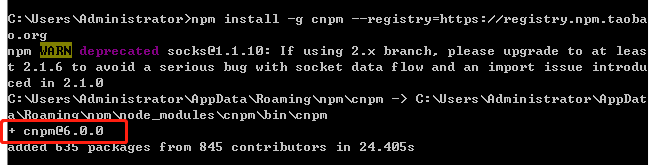 C:\Users\Administrator>npm install -g cnpm --registry=https://registry.npm.taoba
o.org
npm WARN deprecated socks@1.1.10: If using 2.x branch, please upgrade to at leas
t 2.1.6 to avoid a serious bug with socket data flow and an import issue introdu
ced in 2.1.0
C:\Users\Administrator\AppData\Roaming\npm\cnpm -> C:\Users\Administrator\AppDat
a\Roaming\npm\node_modules\cnpm\bin\cnpm
+ cnpm@6.0.0
added 635 packages from 845 contributors in 24.405s